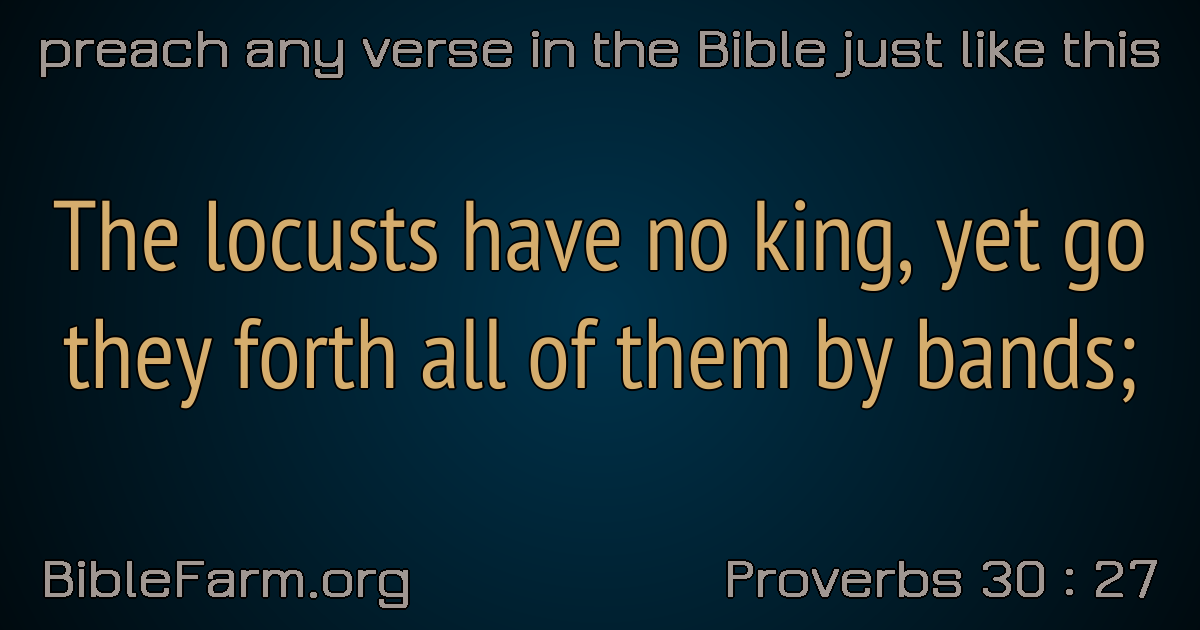 preach any verse in the Bible just like this
The locusts have no king, yet go
they forth all of them by bands;
BibleFarm.org
Proverbs 30 : 27